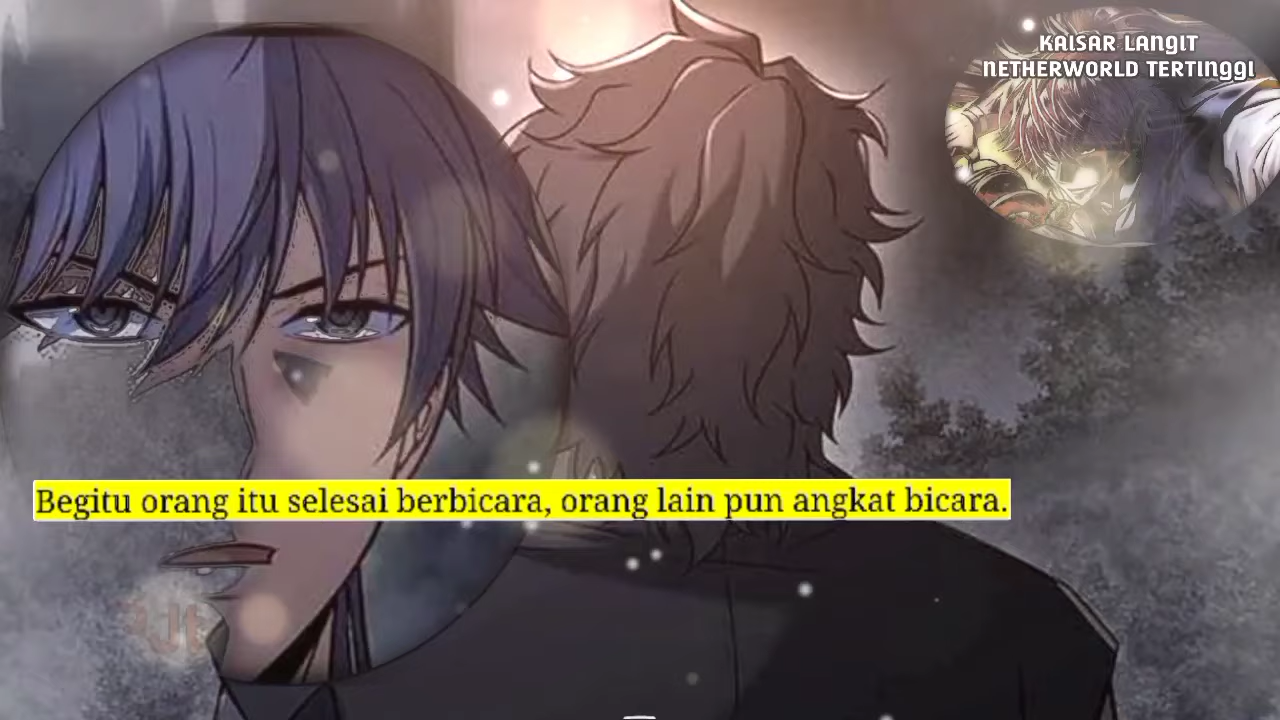 KAISAR LANGIT
NETHERWORLD TERTINGGI
Begitu orang itu selesai berbicara, orang lain pun angkat bicara.